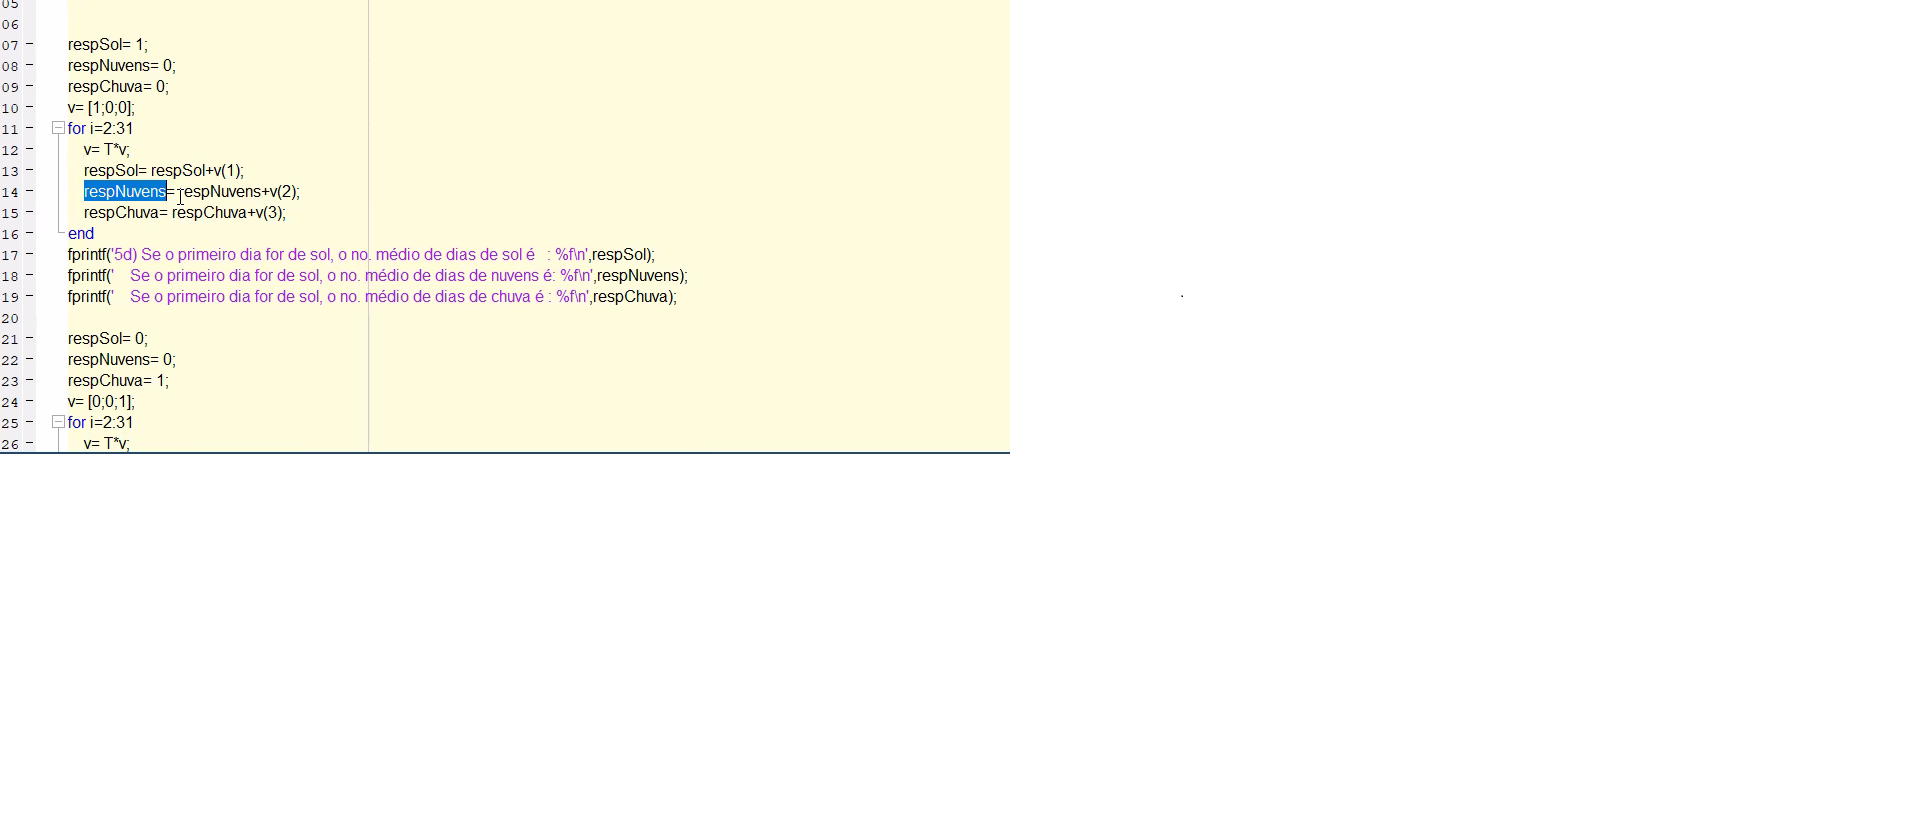 05
06
07 – respSol= 1;
08 – respNuvens= 0;
09 – respChuva= 0;
10 – v= [1;0;0];
11 – for i=2:31
12 – v= T*v;
13 – respSol= respSol+v(1);
14 – respNuvens= respNuvens+v(2);
15 – respChuva= respChuva+v(3);
16 – end
17 – fprintf('5d) Se o primeiro dia for de sol, o no. médio de dias de sol é   : %f\n',respSol);
18 – fprintf('    Se o primeiro dia for de sol, o no. médio de dias de nuvens é: %f\n',respNuvens);
19 – fprintf('    Se o primeiro dia for de sol, o no. médio de dias de chuva é : %f\n',respChuva);
20
21 – respSol= 0;
22 – respNuvens= 0;
23 – respChuva= 1;
24 – v= [0;0;1];
25 – for i=2:31
26 – v= T*v;